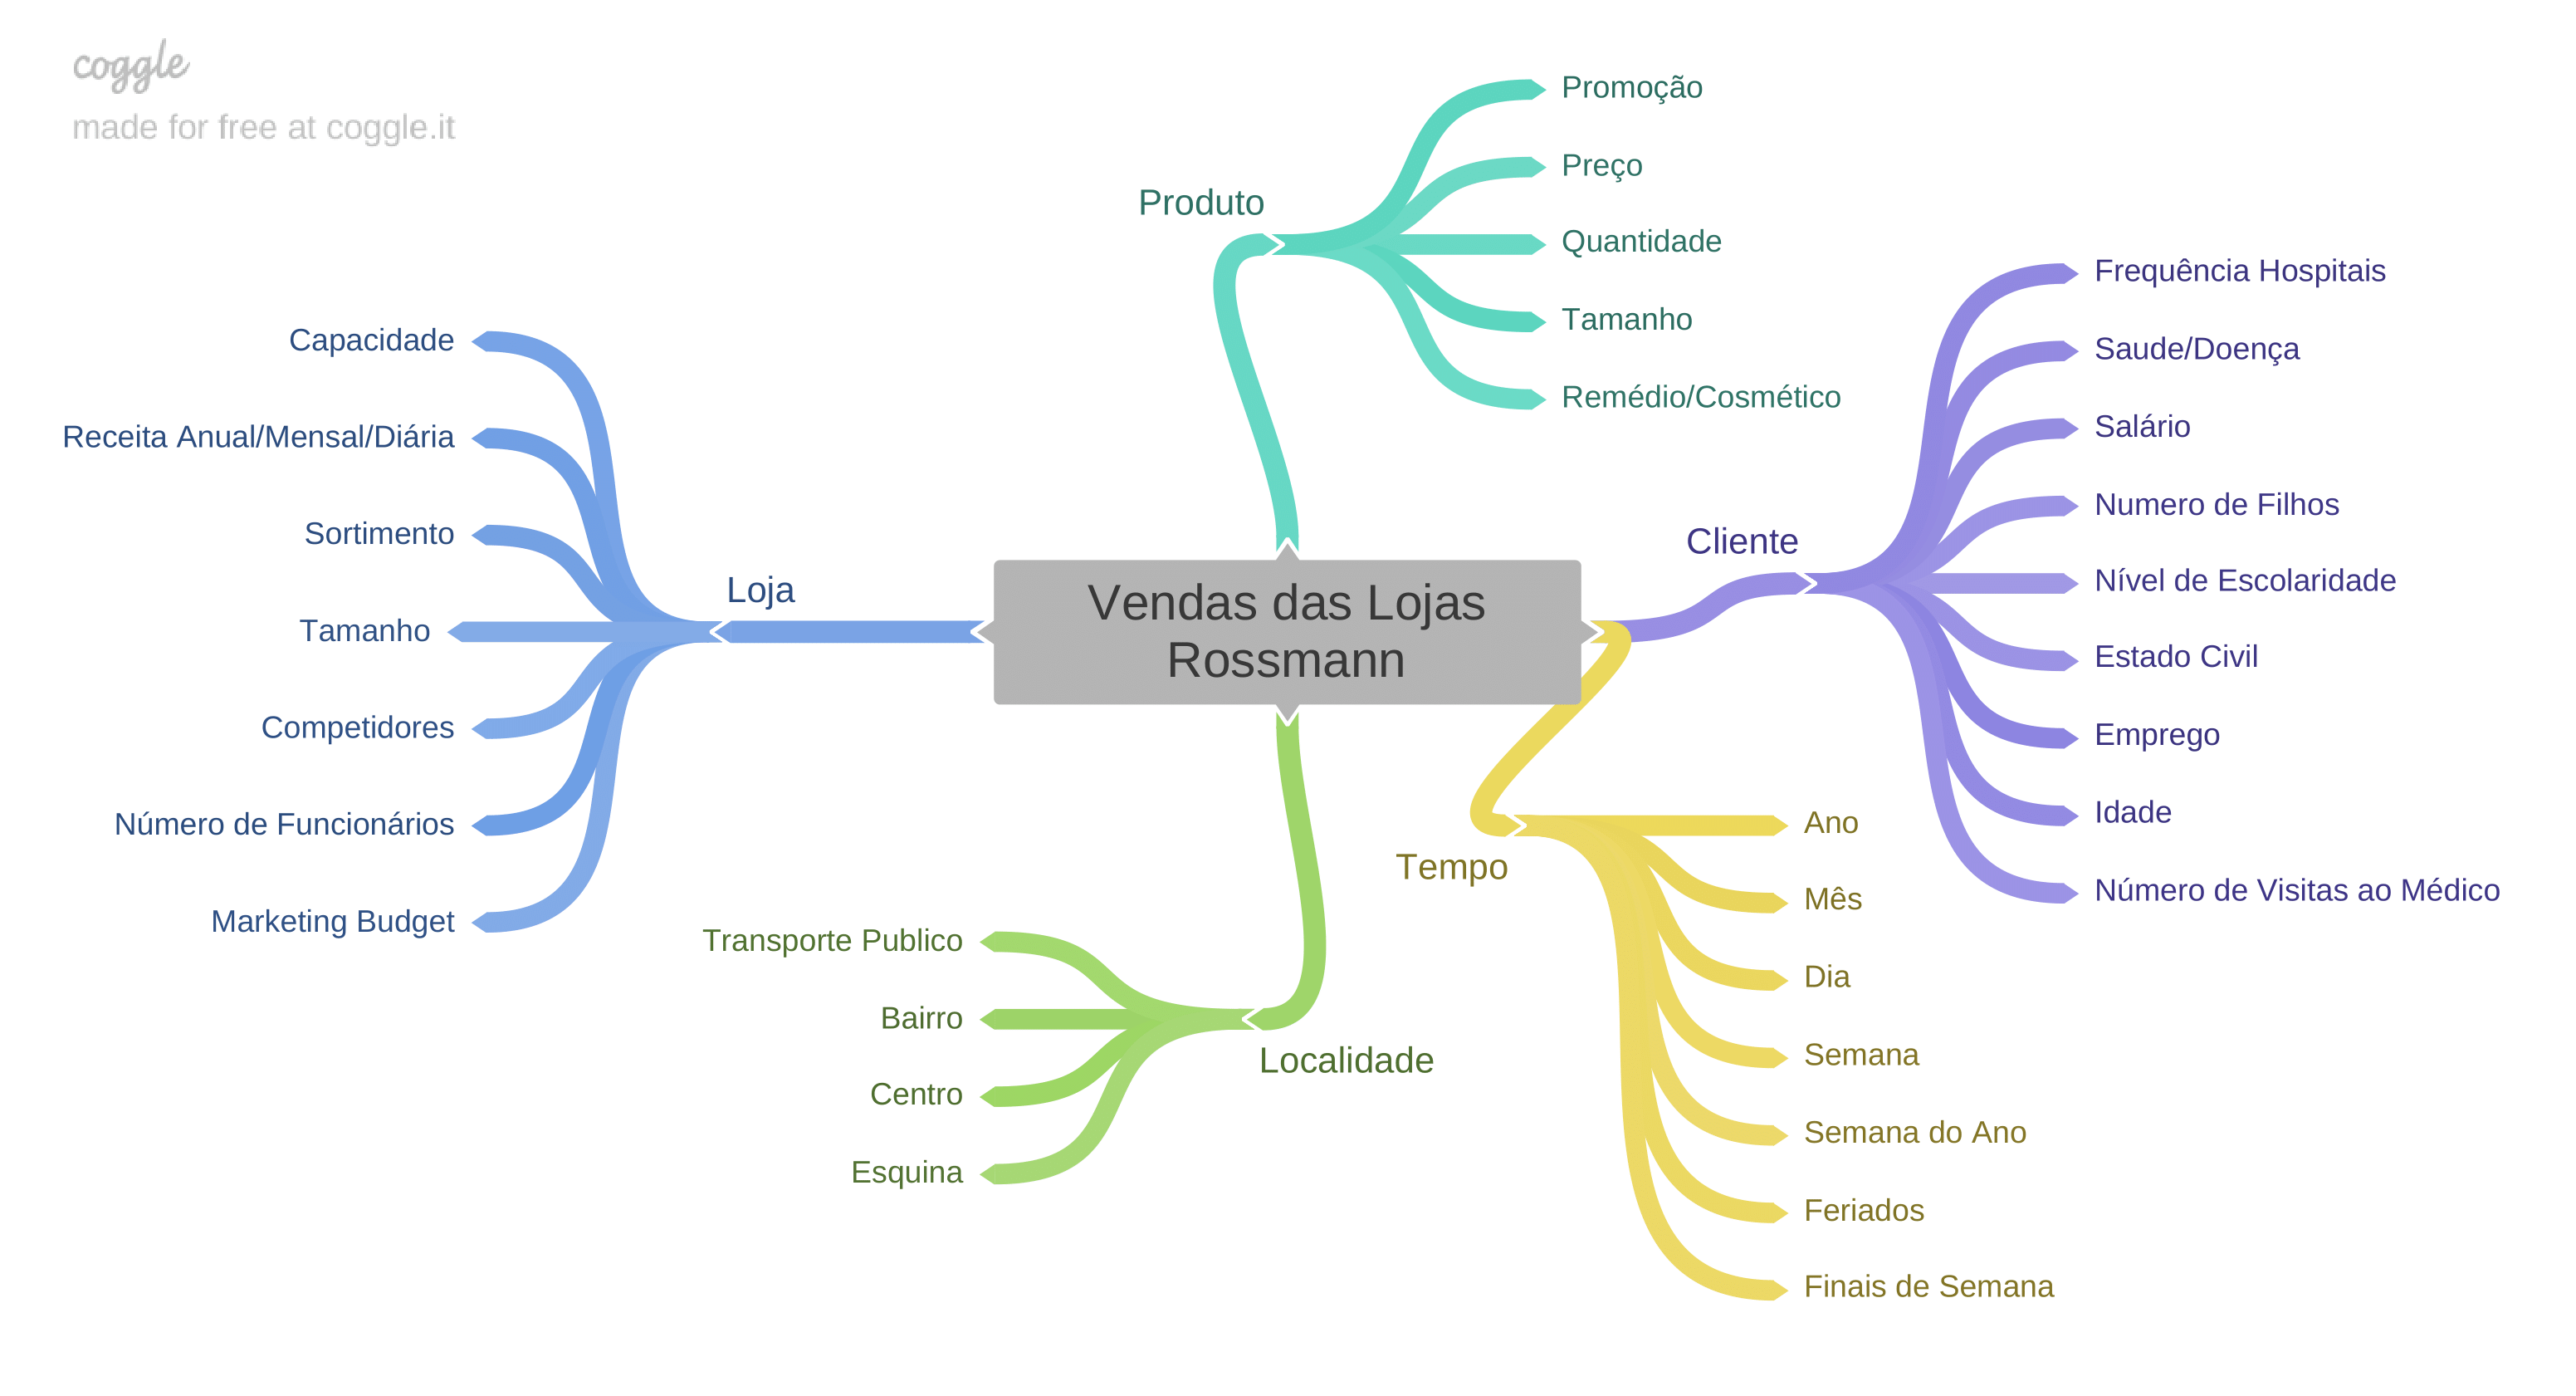 coggle
made for free at coggle.it
Vendas das Lojas
Rossmann
Produto
Promoção
Preço
Quantidade
Tamanho
Remédio/Cosmético
Cliente
Frequência Hospitais
Saude/Doença
Salário
Numero de Filhos
Nível de Escolaridade
Estado Civil
Emprego
Idade
Número de Visitas ao Médico
Tempo
Ano
Mês
Dia
Semana
Semana do Ano
Feriados
Finais de Semana
Localidade
Transporte Publico
Bairro
Centro
Esquina
Loja
Capacidade
Receita Anual/Mensal/Diária
Sortimento
Tamanho
Competidores
Número de Funcionários
Marketing Budget